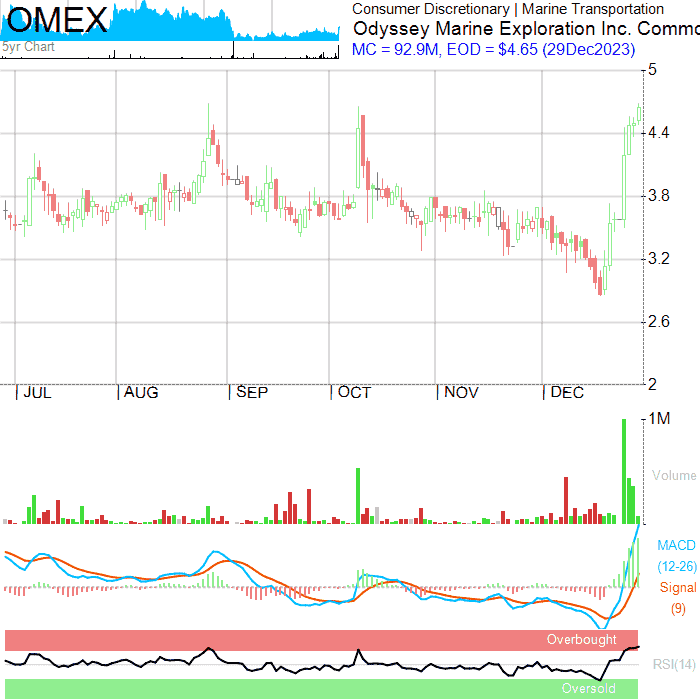 OMEX
5yr Chart
Consumer Discretionary | Marine Transportation
Odyssey Marine Exploration Inc. Commo
MC = 92.9M, EOD = $4.65 (29Dec2023)
5
4.4
3.8
3.2
2.6
2
JUL AUG SEP OCT NOV DEC
1M
Volume
MACD
(12-26)
Signal
(9)
Overbought
RSI(14)
Oversold